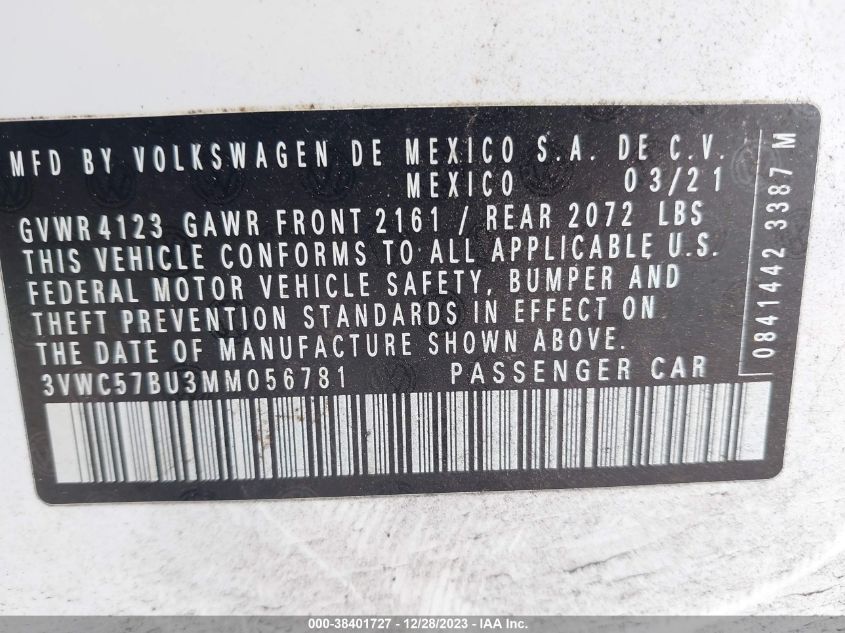 MFD BY VOLKSWAGEN DE MEXICO S.A. DE C.V.
MEXICO 03/21
GVWR 4123 GAWR FRONT 2161 / REAR 2072 LBS
THIS VEHICLE CONFORMS TO ALL APPLICABLE U.S.
FEDERAL MOTOR VEHICLE SAFETY, BUMPER AND
THEFT PREVENTION STANDARDS IN EFFECT ON
THE DATE OF MANUFACTURE SHOWN ABOVE.
3VWC57BU3MM056781 PASSENGER CAR
0841442 3387 M
000-38401727 - 12/28/2023 - IAA, Inc.